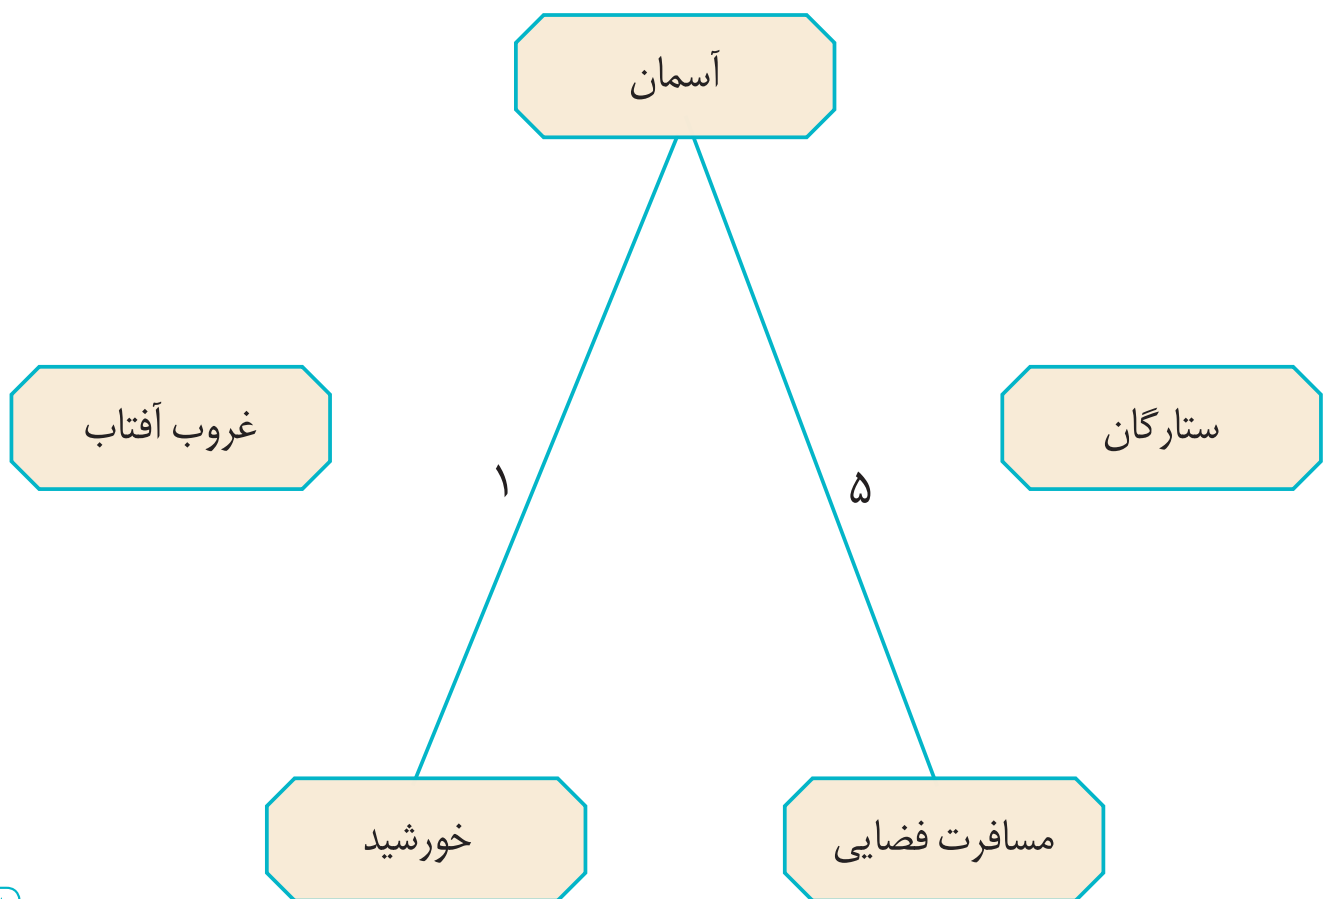 آسمان
ستارگان
غروب آفتاب
۵
۱
مسافرت فضایی
خورشید